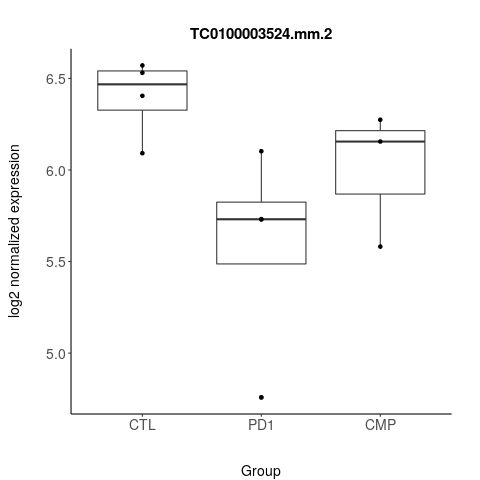 TC0100003524.mm.2
log2 normalized expression
6.5
6.0
5.5
5.0
CTL PD1 CMP
Group